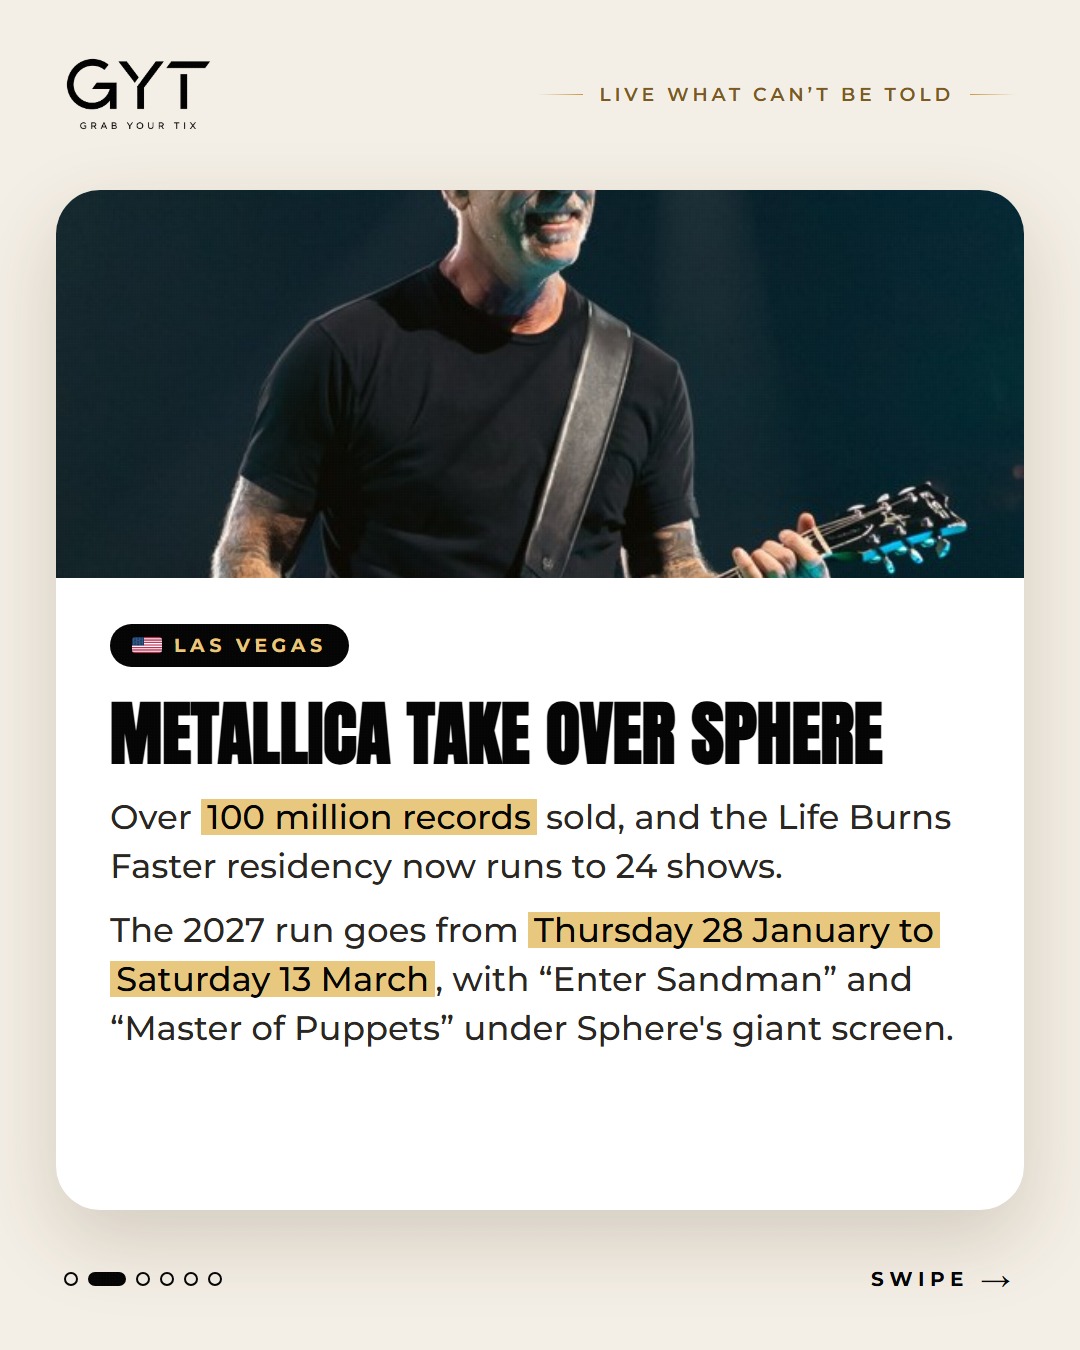 GYT
GRAB YOUR TIX
LIVE WHAT CAN’T BE TOLD
LAS VEGAS
METALLICA TAKE OVER SPHERE
Over 100 million records sold, and the Life Burns
Faster residency now runs to 24 shows.
The 2027 run goes from Thursday 28 January to
Saturday 13 March, with “Enter Sandman” and
“Master of Puppets” under Sphere's giant screen.
SWIPE →